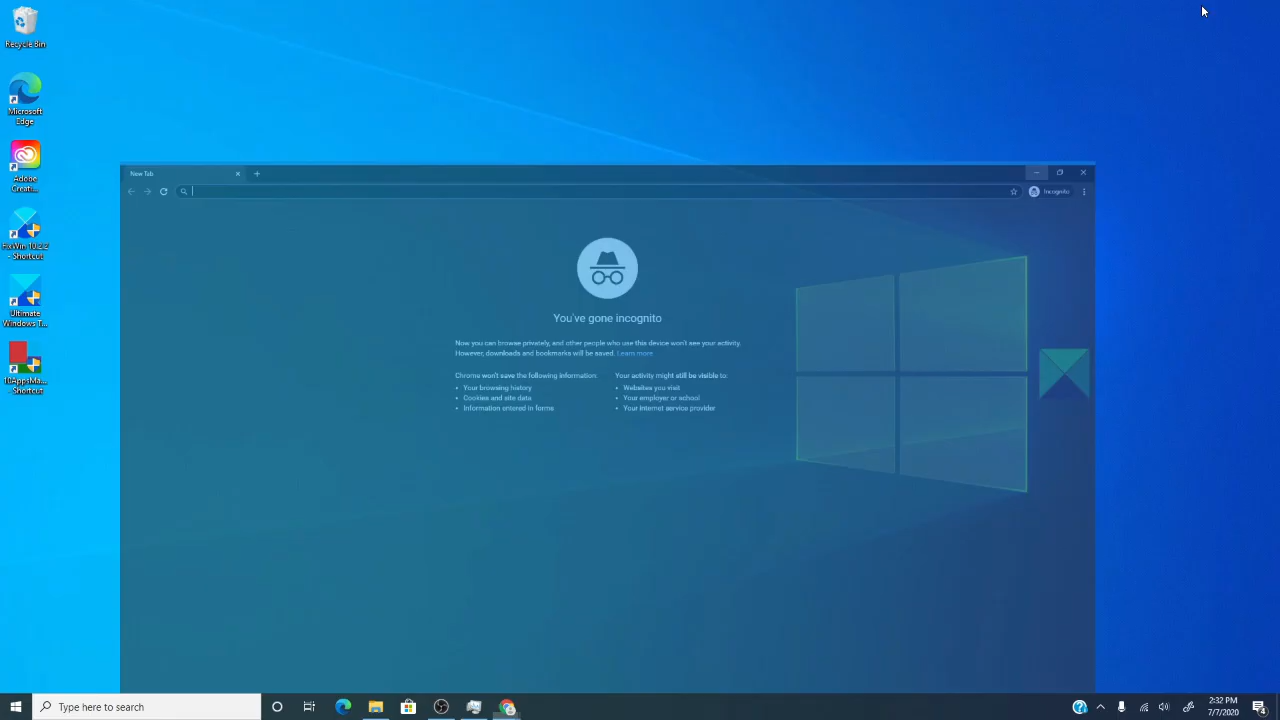 Recycle Bin
Microsoft
Edge
Adobe
Creati...
FixWin 10.2.2
- Shortcut
Ultimate
Windows T...
10AppsMa...
Shortcut
New Tab
Incognito
You've gone incognito
Now you can browse privately, and other people who use this device won't see your activity.
However, downloads and bookmarks will be saved. Learn more
Chrome won't save the following information:
• Your browsing history
• Cookies and site data
• Information entered in forms
Your activity might still be visible to:
• Websites you visit
• Your employer or school
• Your internet service provider
Type here to search
2:32 PM
7/7/2020